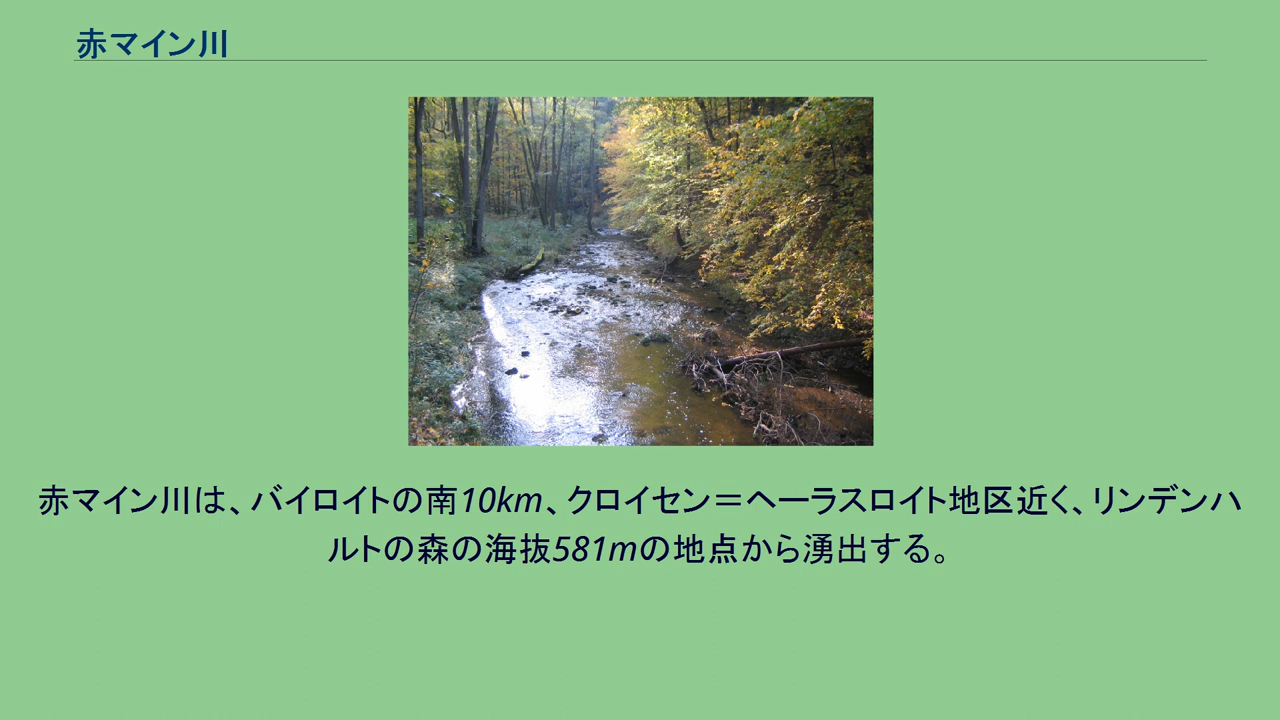 赤マイン川
赤マイン川は、バイロイトの南10km、クロイセン＝ヘーラスロイト地区近く、リンデンハ
ルトの森の海抜581mの地点から湧出する。